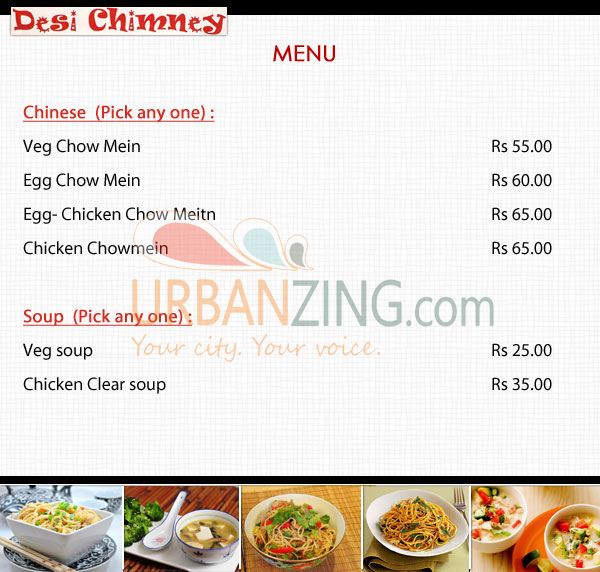 Desi Chimney
MENU
Chinese (Pick any one) :
Veg Chow Mein Rs 55.00
Egg Chow Mein Rs 60.00
Egg- Chicken Chow Meitn Rs 65.00
Chicken Chowmein Rs 65.00
URBANZING.com
Your city. Your voice.
Soup (Pick any one) :
Veg soup Rs 25.00
Chicken Clear soup Rs 35.00